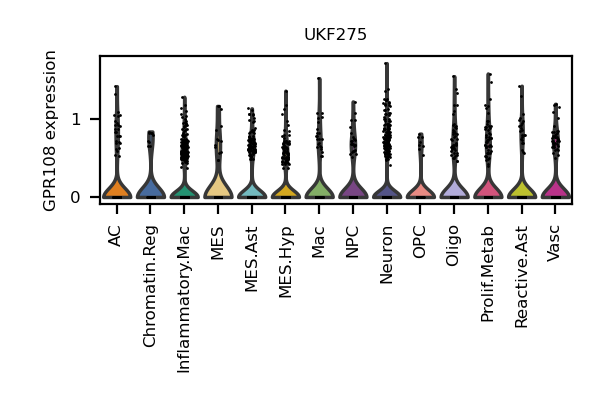 UKF275
GPR108 expression
1
0
AC
Chromatin.Reg
Inflammatory.Mac
MES
MES.Ast
MES.Hyp
Mac
NPC
Neuron
OPC
Oligo
Prolif.Metab
Reactive.Ast
Vasc